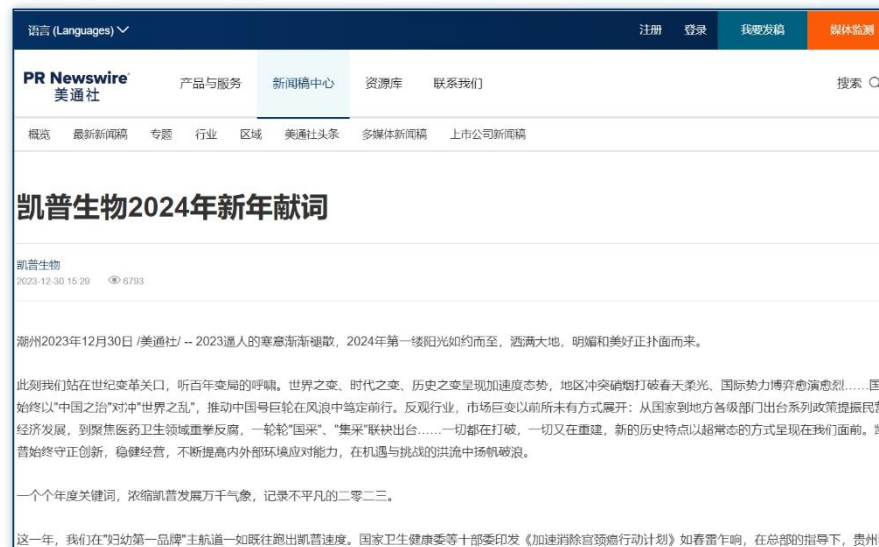 语言 (Languages)
注册 登录 我要发稿 媒体监测
PR Newswire 产品与服务 新闻稿中心 资源库 联系我们 搜索
美通社
概览 最新新闻稿 专题 行业 区域 美通社头条 多媒体新闻稿 上市公司新闻稿
凯普生物2024年新年献词
凯普生物
2023-12-30 15:29 6793
潮州2023年12月30日 /美通社/ -- 2023逼人的寒意渐渐褪散，2024年第一缕阳光如约而至，洒满大地，明媚和美好正扑面而来。
此刻我们站在世纪变革关口，听百年变局的呼啸。世界之变、时代之变、历史之变呈现加速度态势，地区冲突硝烟打破春天柔光、国际势力博弈愈演愈烈……国
始终以"中国之治"对冲"世界之乱"，推动中国号巨轮在风浪中笃定前行。反观行业，市场巨变以前所未有方式展开：从国家到地方各级部门出台系列政策提振民营
经济发展，到聚焦医药卫生领域重拳反腐，一轮轮"国采"、"集采"联袂出台……一切都在打破，一切又在重建，新的历史特点以超常态的方式呈现在我们面前。
普始终守正创新，稳健经营，不断提高内外部环境应对能力，在机遇与挑战的洪流中扬帆破浪。
一个个年度关键词，浓缩凯普发展万千气象，记录不平凡的二零二三。
这一年，我们在"妇幼第一品牌"主航道一如既往跑出凯普速度。国家卫生健康委等十部委印发《加速消除宫颈癌行动计划》如春雷乍响，在总部的指导下，贵州